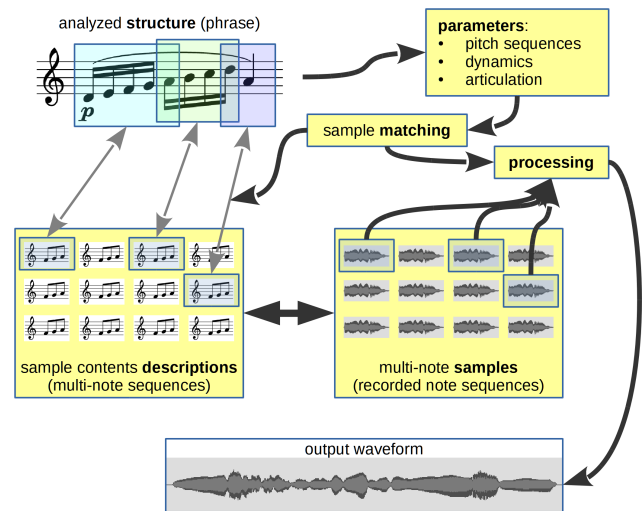 analyzed structure (phrase)
p
parameters:
• pitch sequences
• dynamics
• articulation
sample matching
processing
sample contents descriptions
(multi-note sequences)
multi-note samples
(recorded note sequences)
output waveform